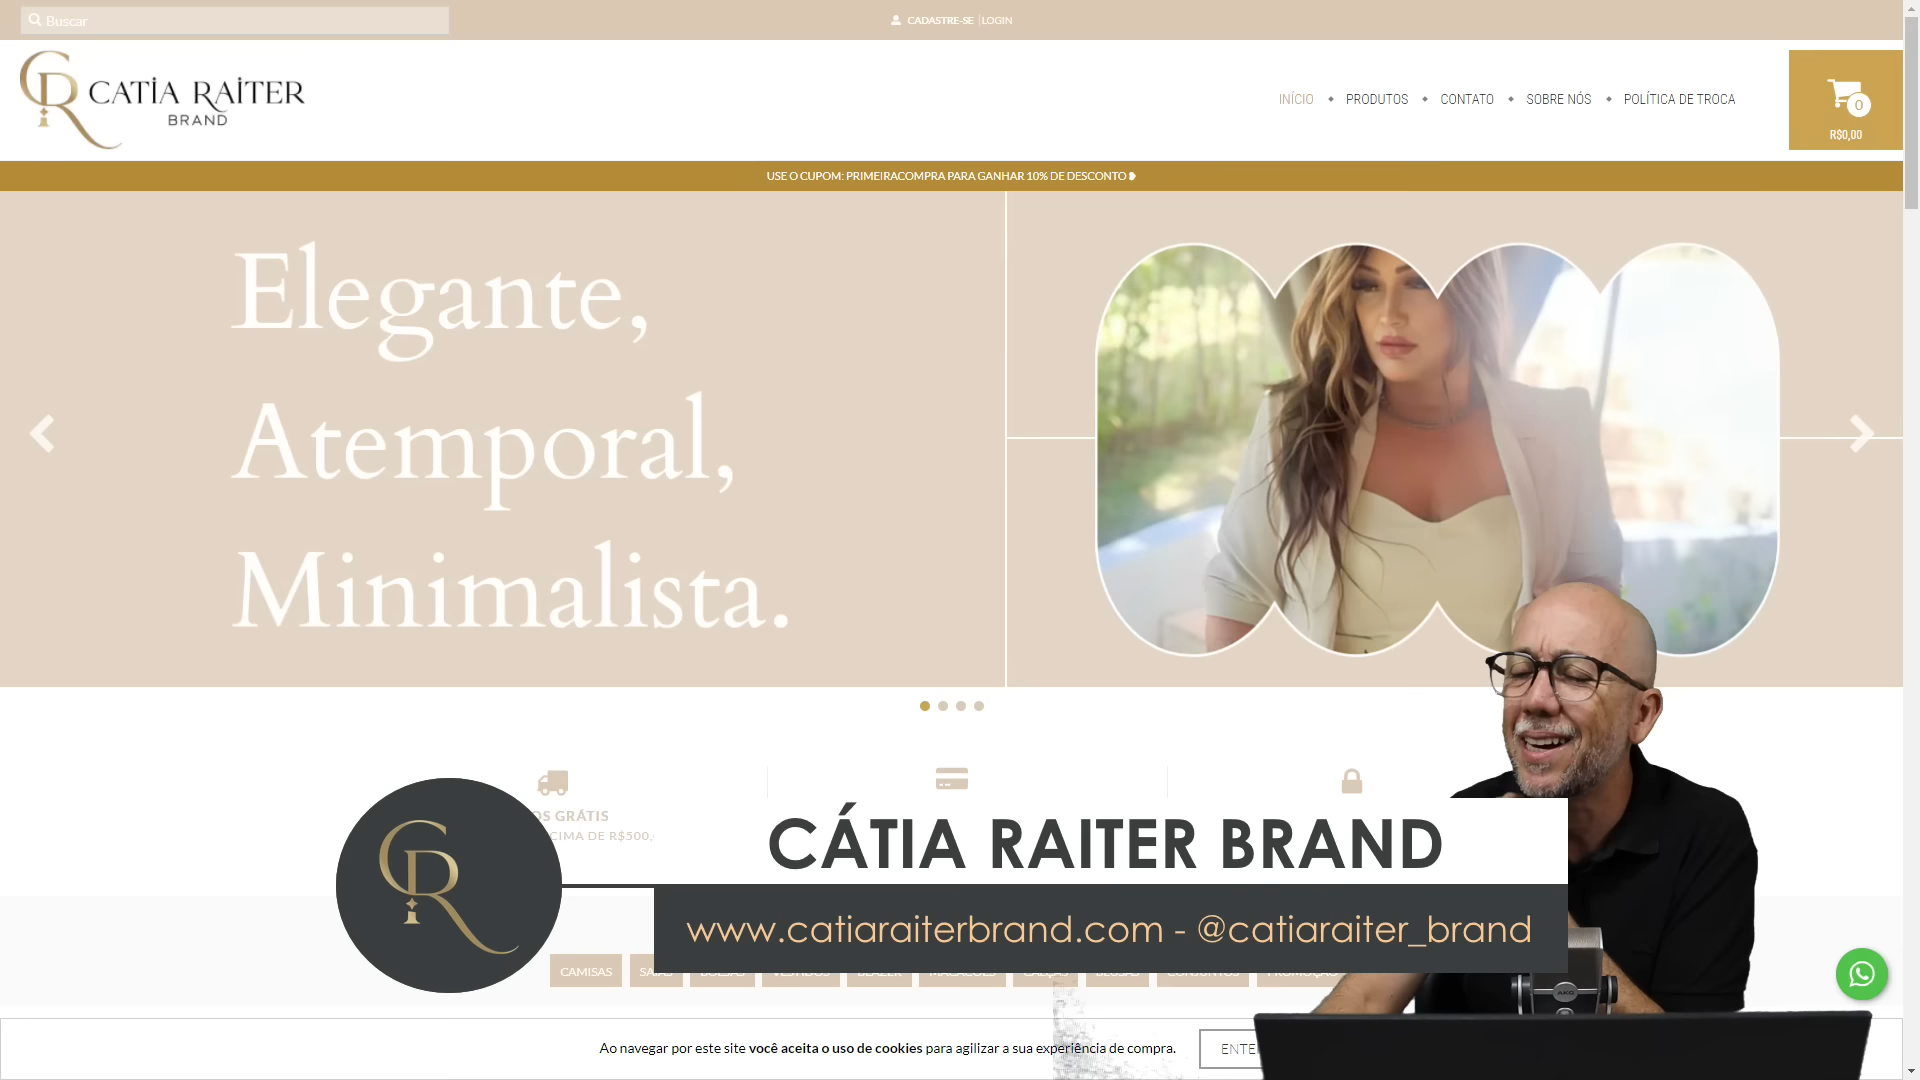 Buscar
CADASTRE-SE | LOGIN
CATIA RAITER
BRAND
INÍCIO
PRODUTOS
CONTATO
SOBRE NÓS
POLÍTICA DE TROCA
0
R$0,00
USE O CUPOM: PRIMEIRACOMPRA PARA GANHAR 10% DE DESCONTO
Elegante,
Atemporal,
Minimalista.
OS GRÁTIS
CIMA DE R$500,
CÁTIA RAITER BRAND
CR
www.catiaraiterbrand.com - @catiaraiter_brand
CAMISAS
SAIAS
BOLSAS
VESTIDOS
BLAZER
MACACÕES
CALÇAS
BLUSAS
CONJUNTOS
PROMOÇÃO
AKG
Ao navegar por este site você aceita o uso de cookies para agilizar a sua experiência de compra.
ENTE